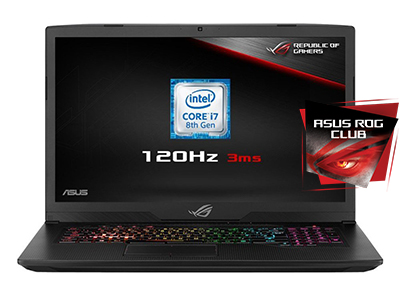 REPUBLIC OF
GAMERS
intel
CORE i7
8th Gen
120Hz 3ms
ASUS
ASUS ROG
CLUB